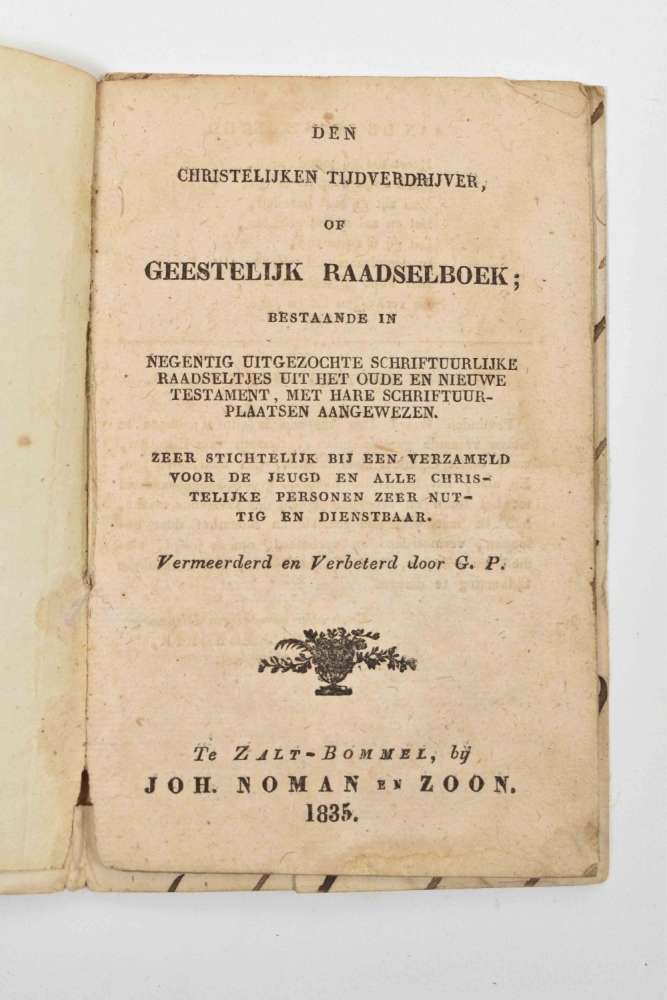 DEN
CHRISTELIJKEN TIJDVERDRIJVER,
OF
GEESTELIJK RAADSELBOEK;
BESTAANDE IN
NEGENTIG UITGEZOCHTE SCHRIFTUURLIJKE
RAADSELTJES UIT HET OUDE EN NIEUWE
TESTAMENT, MET HARE SCHRIFTUUR-
PLAATSEN AANGEWEZEN.
ZEER STICHTELIJK BIJ EEN VERZAMELD
VOOR DE JEUGD EN ALLE CHRIS-
TELIJKE PERSONEN ZEER NUT-
TIG EN DIENSTBAAR.
Vermeerderd en Verbeterd door G. P.
Te ZALT-BOMMEL, bij
JOH. NOMAN EN ZOON.
1835.